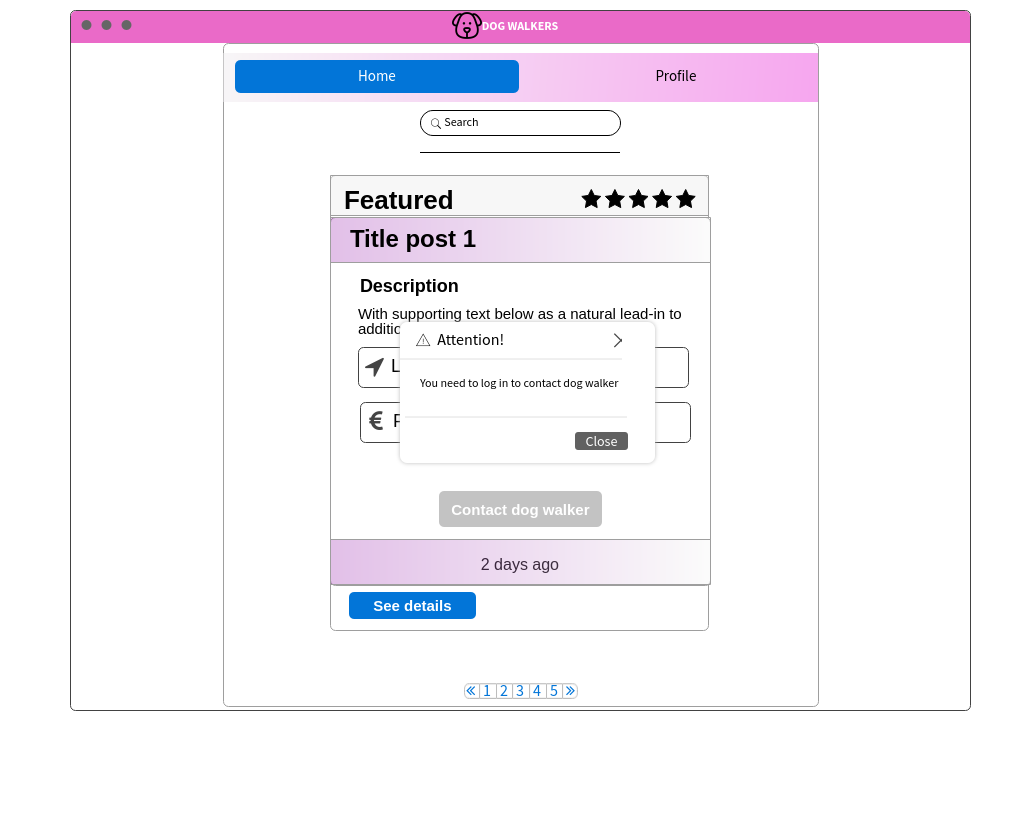 DOG WALKERS
Home
Profile
Search
Featured
Title post 1
Description
With supporting text below as a natural lead-in to
Attention!
You need to log in to contact dog walker
Close
Contact dog walker
2 days ago
See details
« 1 2 3 4 5 »